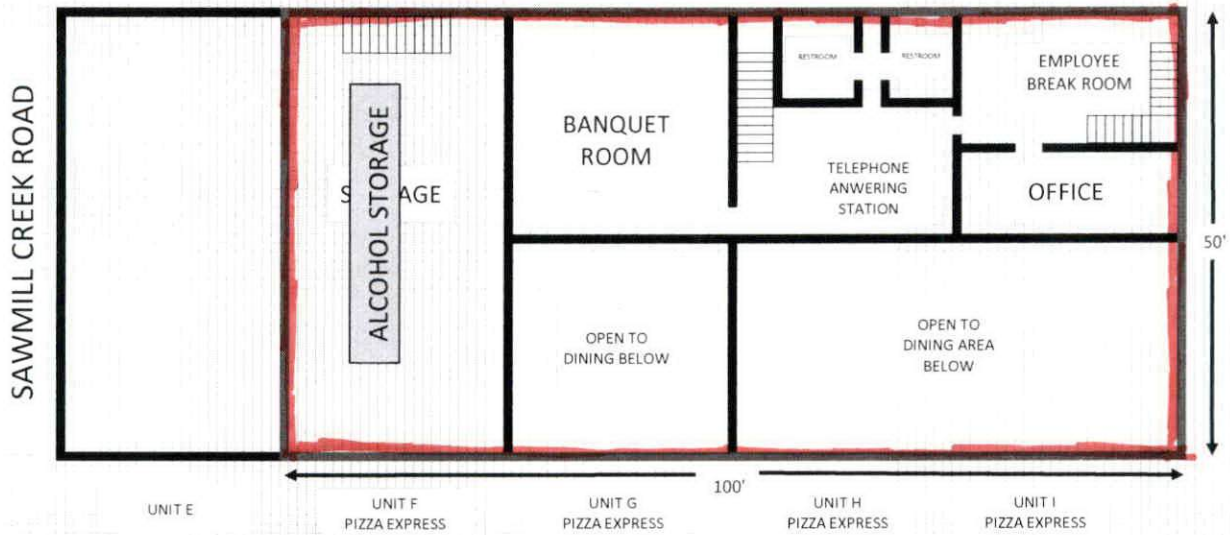 SAWMILL CREEK ROAD
ALCOHOL STORAGE
BANQUET
ROOM
RESTROOM
RESTROOM
EMPLOYEE
BREAK ROOM
TELEPHONE
ANWERING
STATION
OFFICE
50'
OPEN TO
DINING BELOW
OPEN TO
DINING AREA
BELOW
100'
UNIT E
UNIT F
PIZZA EXPRESS
UNIT G
PIZZA EXPRESS
UNIT H
PIZZA EXPRESS
UNIT I
PIZZA EXPRESS